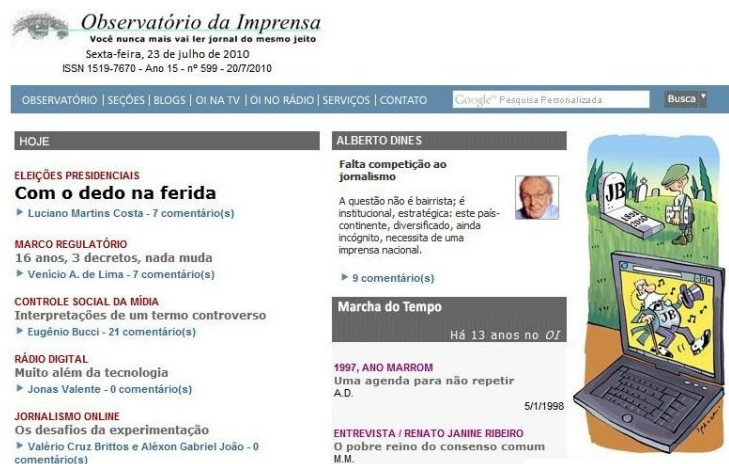 Observatório da Imprensa
Você nunca mais vai ler jornal do mesmo jeito
Sexta-feira, 23 de julho de 2010
ISSN 1519-7670 - Ano 15 - nº 599 - 20/7/2010
OBSERVATÓRIO | SEÇÕES | BLOGS | OI NA TV | OI NO RÁDIO | SERVIÇOS | CONTATO
Google™ Pesquisa Personalizada
Busca
HOJE
ELEIÇÕES PRESIDENCIAIS
Com o dedo na ferida
Luciano Martins Costa - 7 comentário(s)
MARCO REGULATÓRIO
16 anos, 3 decretos, nada muda
Venício A. de Lima - 7 comentário(s)
CONTROLE SOCIAL DA MÍDIA
Interpretações de um termo controverso
Eugênio Bucci - 21 comentário(s)
RÁDIO DIGITAL
Muito além da tecnologia
Jonas Valente - 0 comentário(s)
JORNALISMO ONLINE
Os desafios da experimentação
Valério Cruz Brittos e Aléxon Gabriel João - 0
comentário(s)
ALBERTO DINES
Falta competição ao
jornalismo
A questão não é bairrista; é
institucional, estratégica: este país-
continente, diversificado, ainda
incógnito, necessita de uma
imprensa nacional.
9 comentário(s)
Marcha do Tempo
Há 13 anos no OI
1997, ANO MARROM
Uma agenda para não repetir
A.D.
5/1/1998
ENTREVISTA / RENATO JANINE RIBEIRO
O pobre reino do consenso comum
M.M.
JB
1891
2010
JB